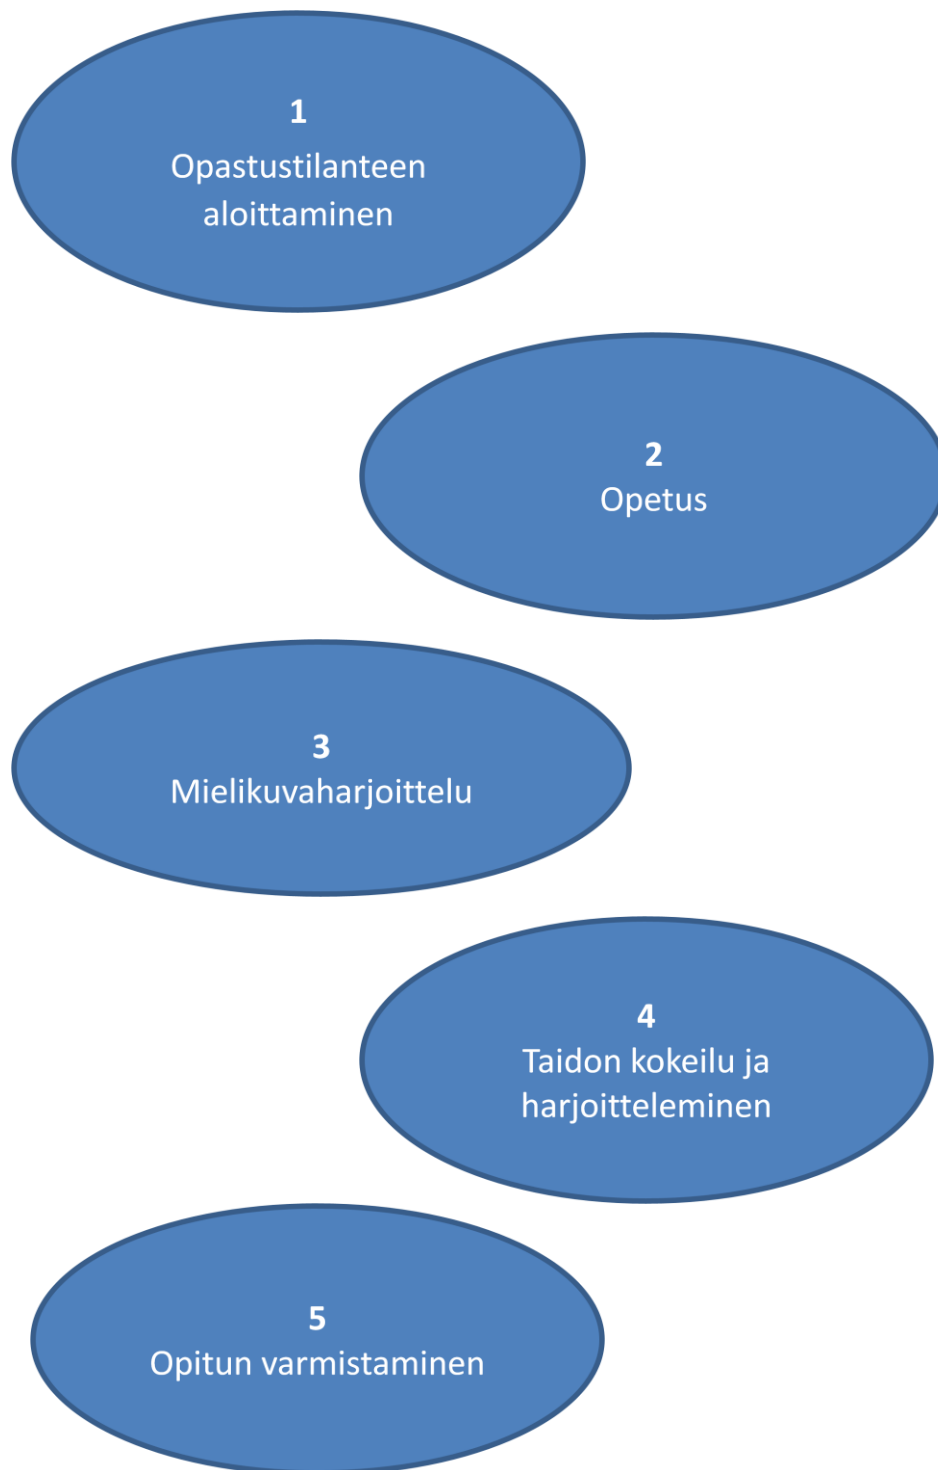 1
Opastustilanteen
aloittaminen
2
Opetus
3
Mielikuvaharjoittelu
4
Taidon kokeilu ja
harjoitteleminen
5
Opitun varmistaminen